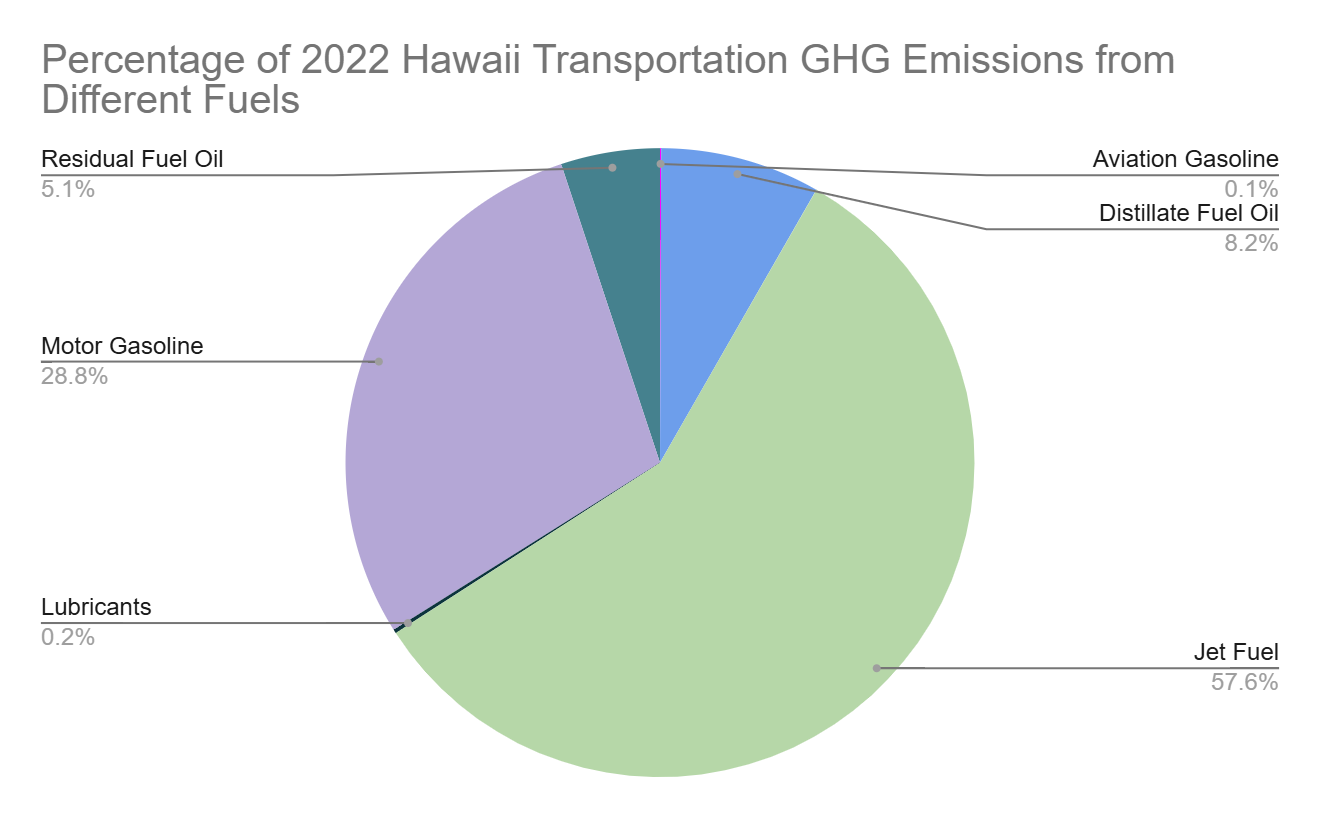 Percentage of 2022 Hawaii Transportation GHG Emissions from
Different Fuels
Residual Fuel Oil
5.1%
Aviation Gasoline
0.1%
Distillate Fuel Oil
8.2%
Motor Gasoline
28.8%
Lubricants
0.2%
Jet Fuel
57.6%